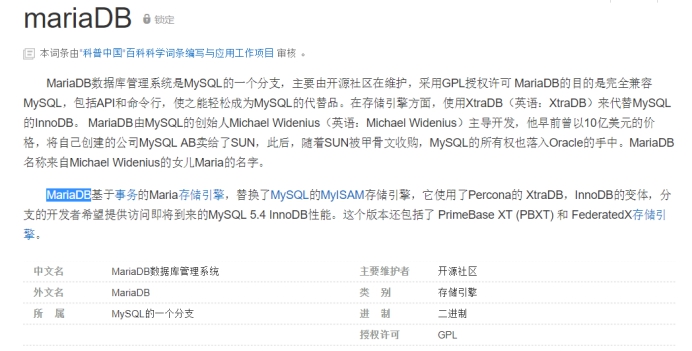 mariaDB 锁定
本词条由“科普中国”百科科学词条编写与应用工作项目 审核 。
MariaDB数据库管理系统是MySQL的一个分支，主要由开源社区在维护，采用GPL授权许可 MariaDB的目的是完全兼容
MySQL，包括API和命令行，使之能轻松成为MySQL的代替品。在存储引擎方面，使用XtraDB（英语：XtraDB）来代替MySQL
的InnoDB。 MariaDB由MySQL的创始人Michael Widenius（英语：Michael Widenius）主导开发，他早前曾以10亿美元的价
格，将自己创建的公司MySQL AB卖给了SUN，此后，随着SUN被甲骨文收购，MySQL的所有权也落入Oracle的手中。MariaDB
名称来自Michael Widenius的女儿Maria的名字。
MariaDB基于事务的Maria存储引擎，替换了MySQL的MyISAM存储引擎，它使用了Percona的 XtraDB，InnoDB的变体，分
支的开发者希望提供访问即将到来的MySQL 5.4 InnoDB性能。这个版本还包括了 PrimeBase XT (PBXT) 和 FederatedX存储引
擎。
中文名 MariaDB数据库管理系统 主要维护者 开源社区
外文名 MariaDB 类 别 存储引擎
所 属 MySQL的一个分支 进 制 二进制
授权许可 GPL